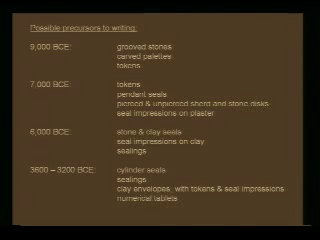 Possible precursors to writing:
9,000 BCE: grooved stones
carved palettes
tokens
7,000 BCE: tokens
pendant seals
pierced & unpierced sherd and stone disks
seal impressions on plaster
6,000 BCE: stone & clay seals
seal impressions on clay
sealings
3600 – 3200 BCE: cylinder seals
sealings
clay envelopes, with tokens & seal impressions
numerical tablets